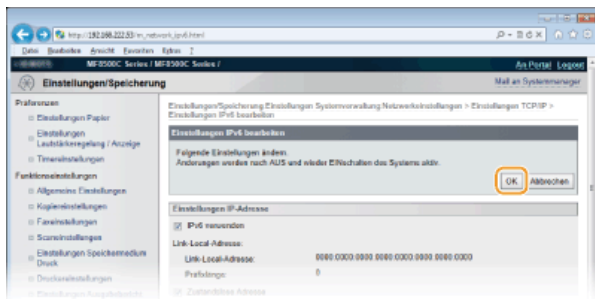 http://192.168.222.53/m_network_ipv6.html
Datei Bearbeiten Ansicht Favoriten Extras ?
MF8500C Series / MF8500C Series /
An Portal Logout
Einstellungen/Speicherung
Mail an Systemmanager
Präferenzen
Einstellungen Papier
Einstellungen
Lautstärkeregelung / Anzeige
Timereinstellungen
Funktionseinstellungen
Allgemeine Einstellungen
Kopiereinstellungen
Faxeinstellungen
Scaneinstellungen
Einstellungen Speichermedium
Druck
Druckereinstellungen
Einstellungen/Speicherung:Einstellungen Systemverwaltung:Netzwerkeinstellungen > Einstellungen TCP/IP >
Einstellungen IPv6 bearbeiten
Einstellungen IPv6 bearbeiten
Folgende Einstellungen ändern.
Änderungen werden nach AUS und wieder EINschalten des Systems aktiv.
OK Abbrechen
Einstellungen IP-Adresse
IPv6 verwenden
Link-Local-Adresse:
Link-Local-Adresse: 0000:0000:0000:0000:0000:0000:0000:0000
Präfixlänge: 0
Zustandslose Adresse